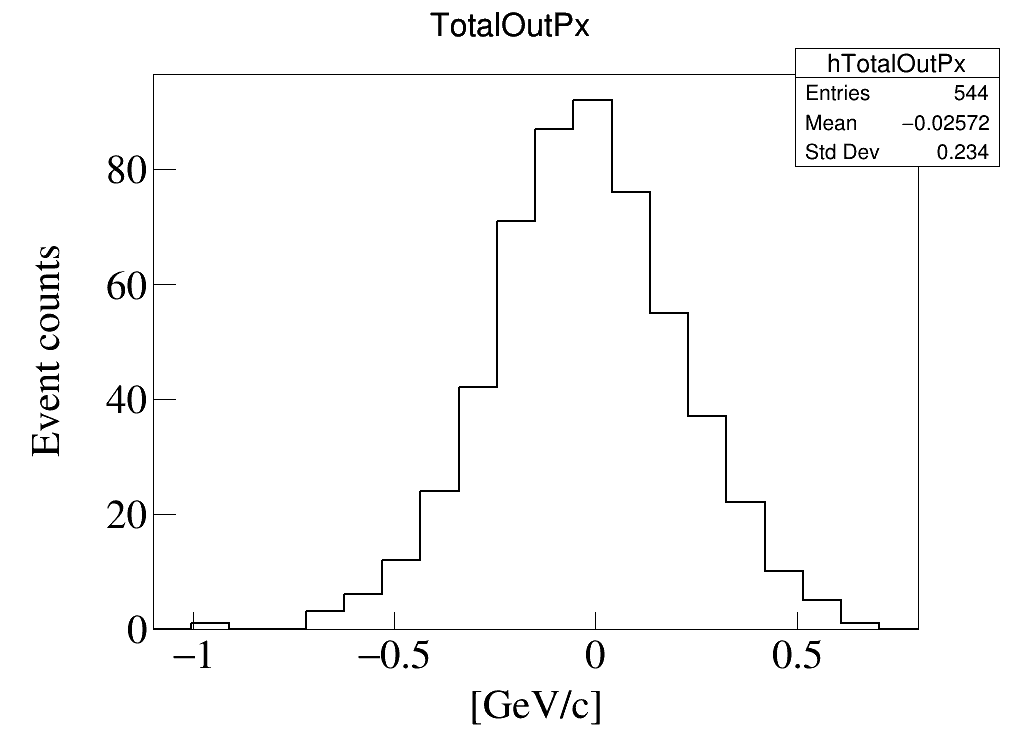 TotalOutPx
hTotalOutPx
Entries 544
Mean −0.02572
Std Dev 0.234
80
60
40
20
0
Event counts
−1 −0.5 0 0.5
[GeV/c]